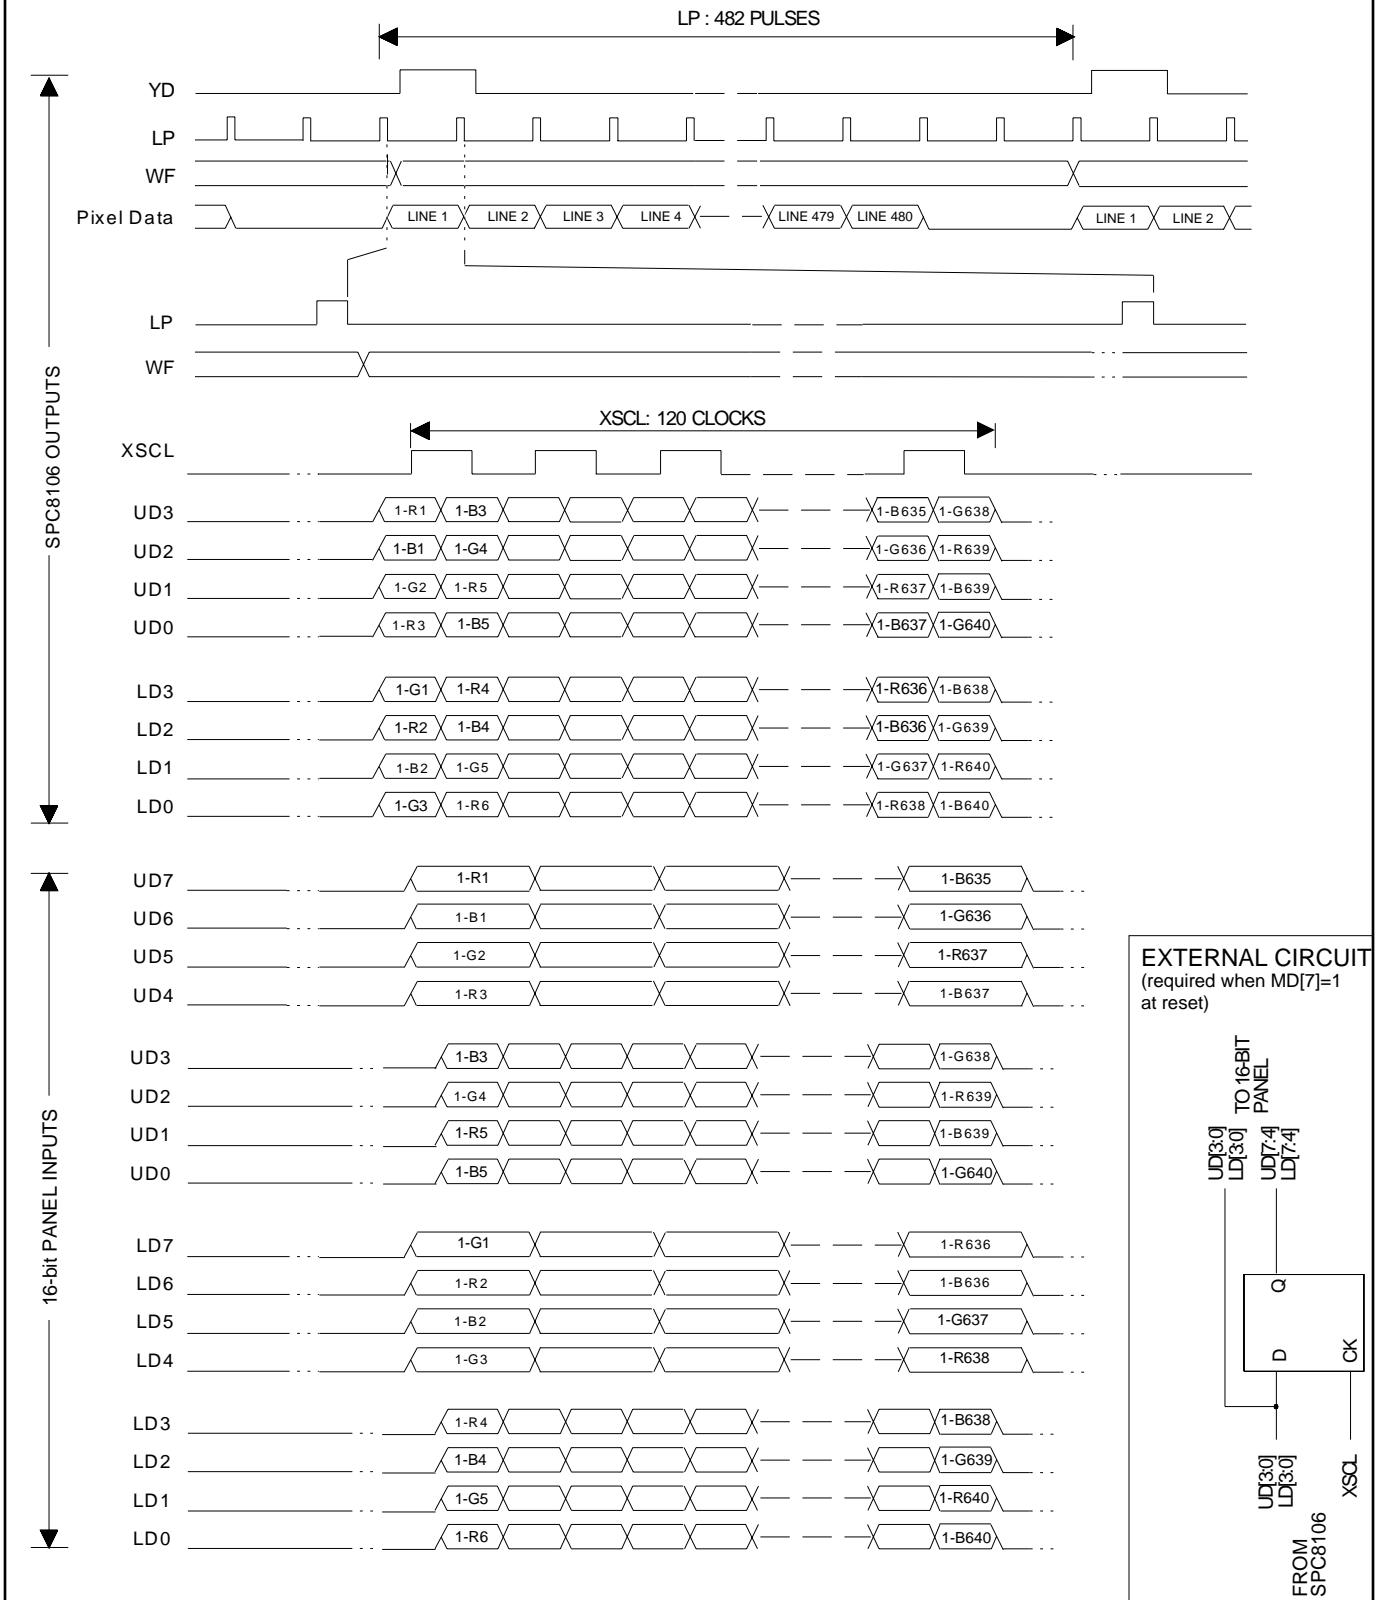 LP : 482 PULSES
YD
LP
WF
Pixel Data LINE 1 LINE 2 LINE 3 LINE 4 LINE 479 LINE 480 LINE 1 LINE 2
LP
WF
SPC8106 OUTPUTS
XSCL: 120 CLOCKS
XSCL
UD3 1-R1 1-B3 1-B635 1-G638
UD2 1-B1 1-G4 1-G636 1-R639
UD1 1-G2 1-R5 1-R637 1-B639
UD0 1-R3 1-B5 1-B637 1-G640
LD3 1-G1 1-R4 1-R636 1-B638
LD2 1-R2 1-B4 1-B636 1-G639
LD1 1-B2 1-G5 1-G637 1-R640
LD0 1-G3 1-R6 1-R638 1-B640
16-bit PANEL INPUTS
UD7 1-R1 1-B635
UD6 1-B1 1-G636
UD5 1-G2 1-R637
UD4 1-R3 1-B637
UD3 1-B3 1-G638
UD2 1-G4 1-R639
UD1 1-R5 1-B639
UD0 1-B5 1-G640
LD7 1-G1 1-R636
LD6 1-R2 1-B636
LD5 1-B2 1-G637
LD4 1-G3 1-R638
LD3 1-R4 1-B638
LD2 1-B4 1-G639
LD1 1-G5 1-R640
LD0 1-R6 1-B640
EXTERNAL CIRCUIT
(required when MD[7]=1
at reset)
TO 16-BIT
PANEL
UD[3:0]
LD[3:0]
UD[7:4]
LD[7:4]
Q
D
CK
UD[3:0]
LD[3:0]
XSCL
FROM
SPC8106